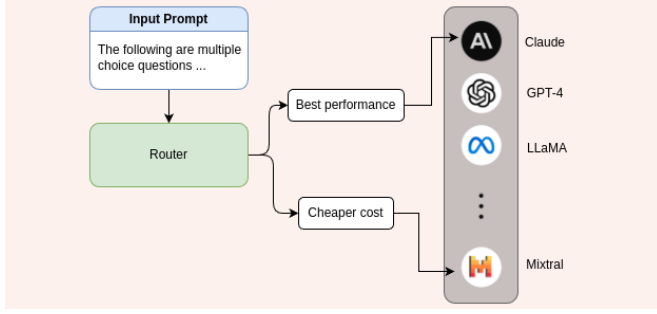 Input Prompt
The following are multiple
choice questions ...
Router
Best performance
Cheaper cost
Claude
GPT-4
LLaMA
Mixtral